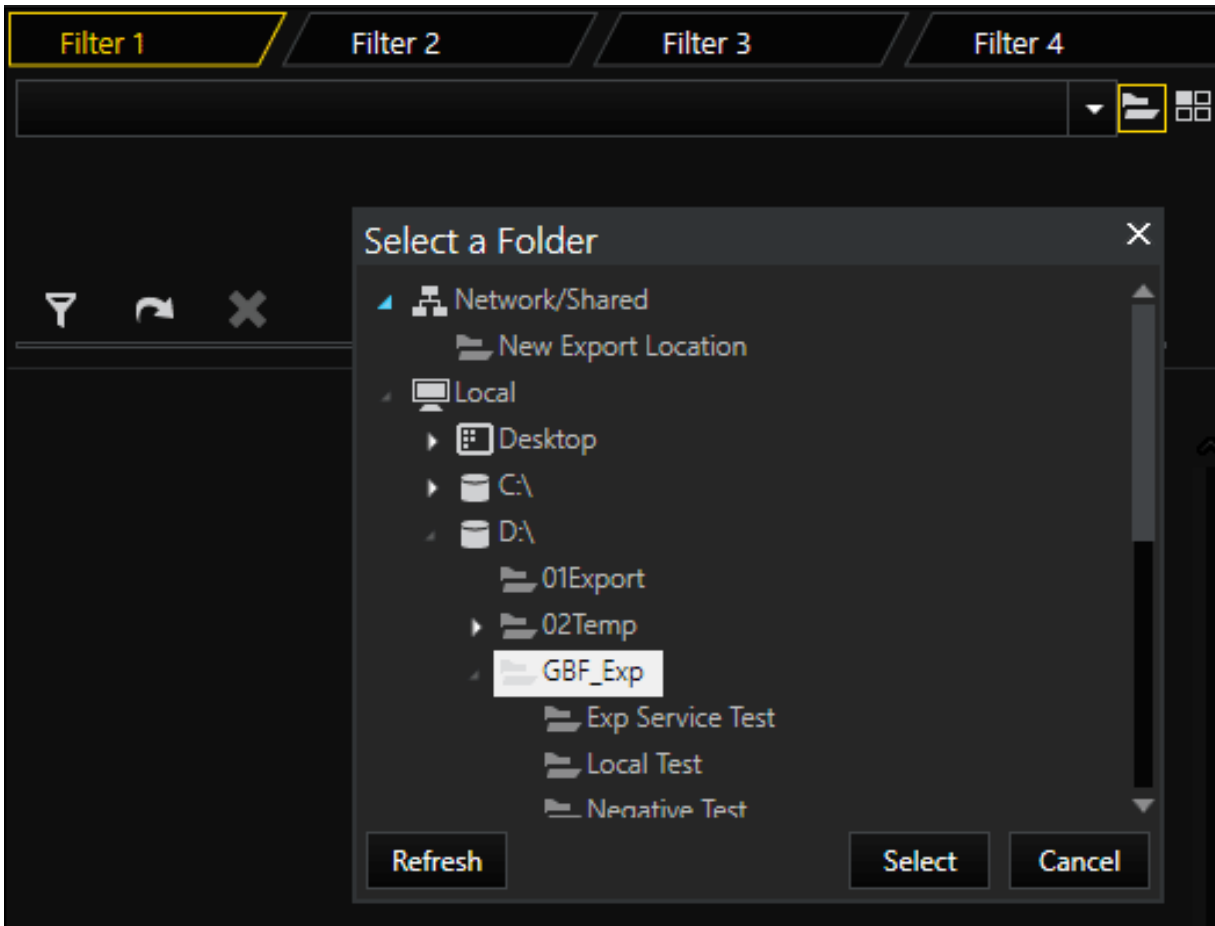 Filter 1 Filter 2 Filter 3 Filter 4
Select a Folder
Network/Shared
New Export Location
Local
Desktop
C:\
D:\
01Export
02Temp
GBF_Exp
Exp Service Test
Local Test
Negative Test
Refresh Select Cancel